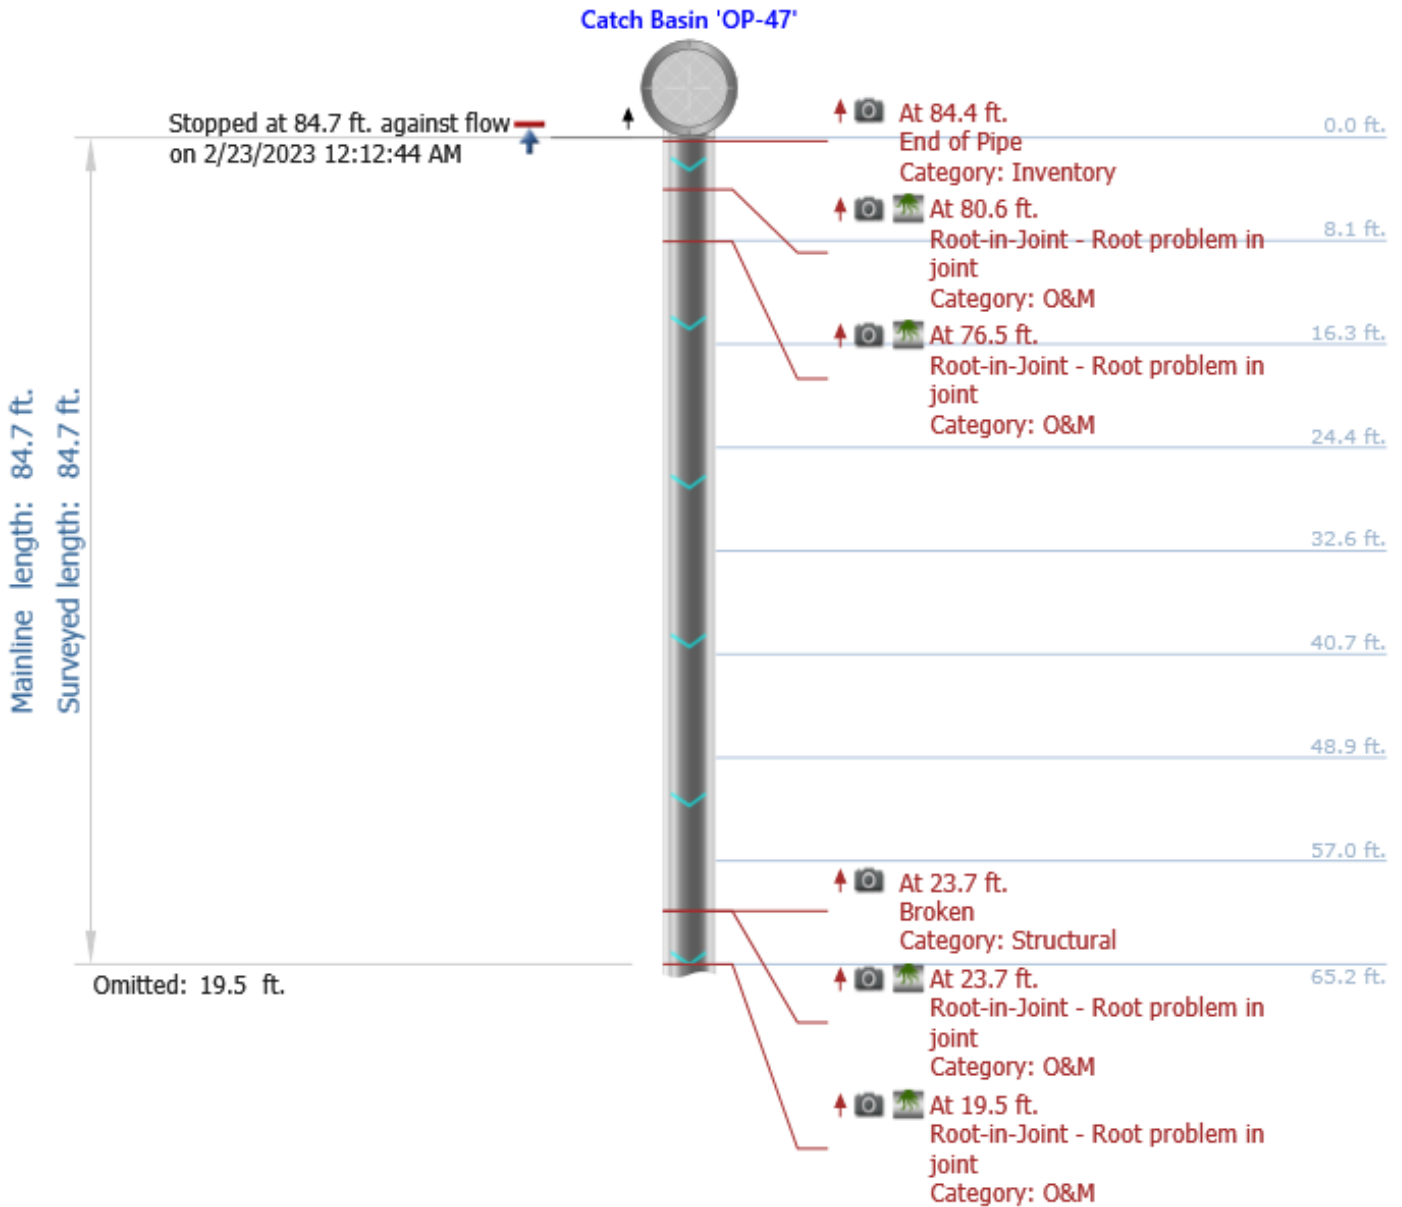 Catch Basin 'OP-47'
Stopped at 84.7 ft. against flow
on 2/23/2023 12:12:44 AM
At 84.4 ft.
End of Pipe
Category: Inventory
0.0 ft.
At 80.6 ft.
Root-in-Joint - Root problem in
joint
Category: O&M
8.1 ft.
At 76.5 ft.
Root-in-Joint - Root problem in
joint
Category: O&M
16.3 ft.
24.4 ft.
32.6 ft.
40.7 ft.
48.9 ft.
57.0 ft.
Mainline length: 84.7 ft.
Surveyed length: 84.7 ft.
At 23.7 ft.
Broken
Category: Structural
Omitted: 19.5 ft.
At 23.7 ft.
Root-in-Joint - Root problem in
joint
Category: O&M
65.2 ft.
At 19.5 ft.
Root-in-Joint - Root problem in
joint
Category: O&M